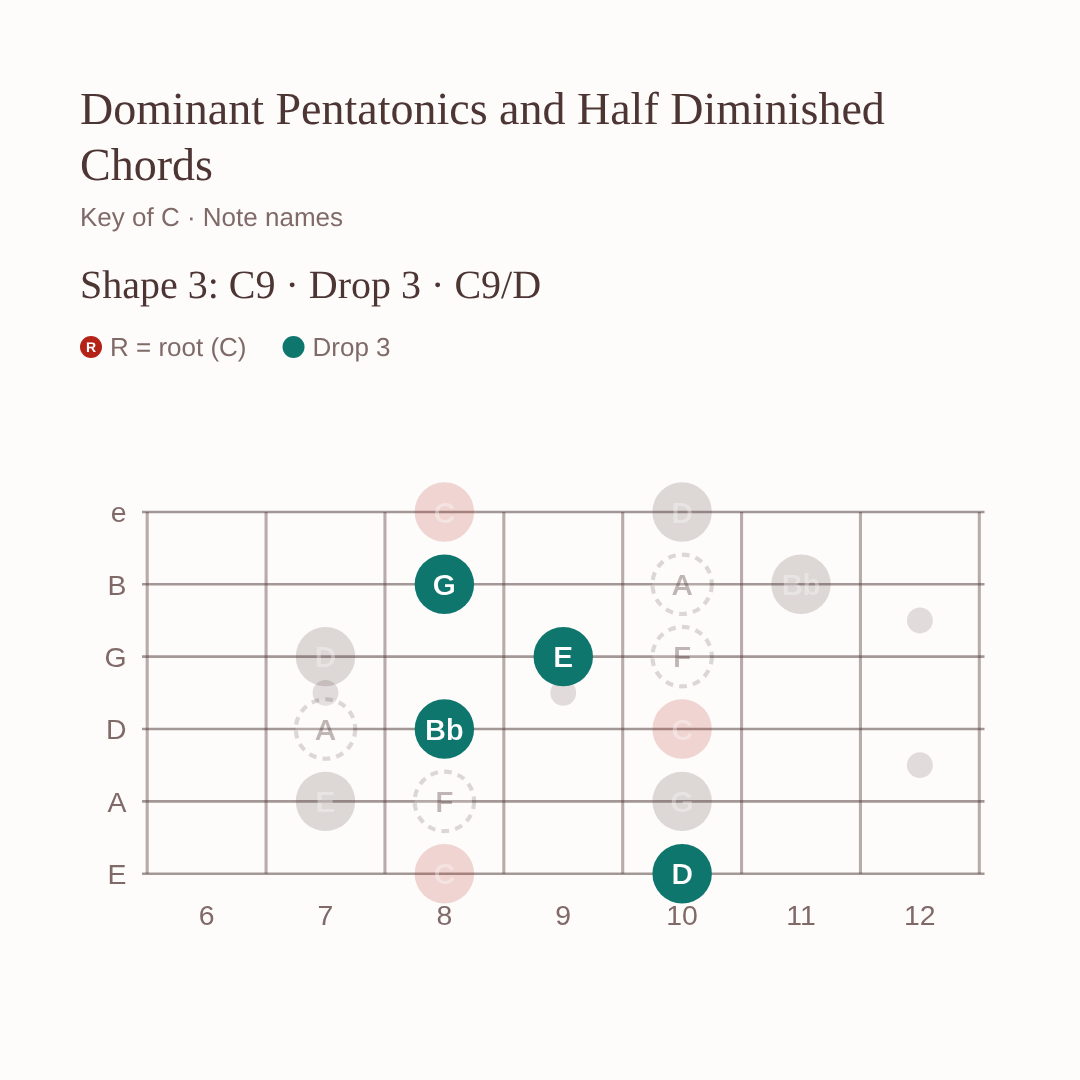 Dominant Pentatonics and Half Diminished
Chords
Key of C · Note names
Shape 3: C9 · Drop 3 · C9/D
R R = root (C) Drop 3
e C D
B G A Bb
G D E F
D A Bb C
A E F G
E C D
6 7 8 9 10 11 12